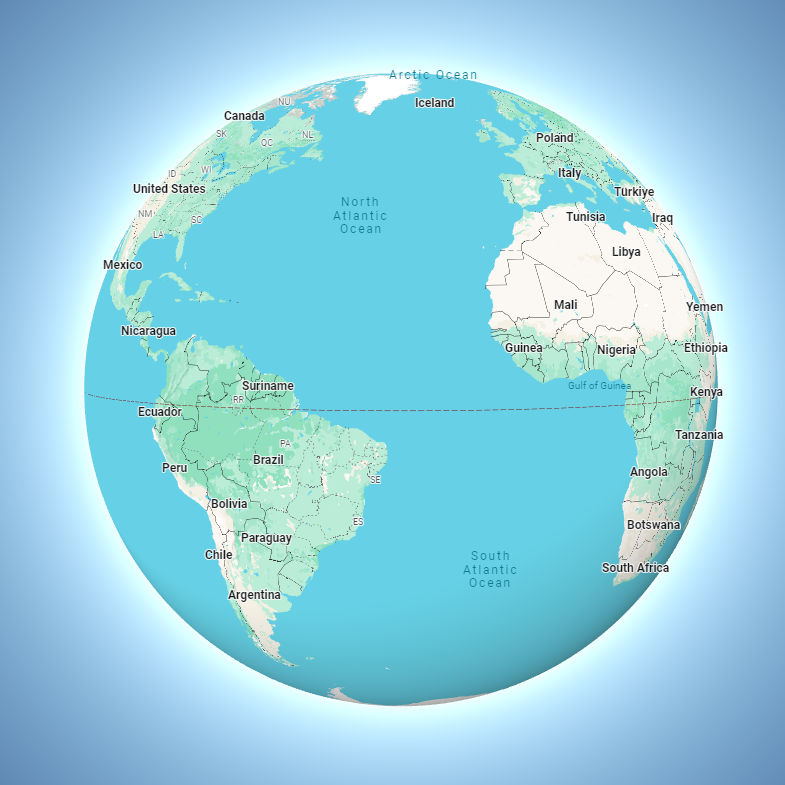 Arctic Ocean
NU
Iceland
Canada
SK
NL
QC
Poland
WI
ID
Italy
United States
Türkiye
North
Atlantic
Ocean
NM
SC
Tunisia
Iraq
LA
Libya
Mexico
Mali
Yemen
Nicaragua
Guinea
Nigeria
Ethiopia
Suriname
Gulf of Guinea
Kenya
RR
Ecuador
Tanzania
PA
Brazil
Peru
Angola
SE
Bolivia
ES
Botswana
Paraguay
Chile
South
Atlantic
Ocean
South Africa
Argentina